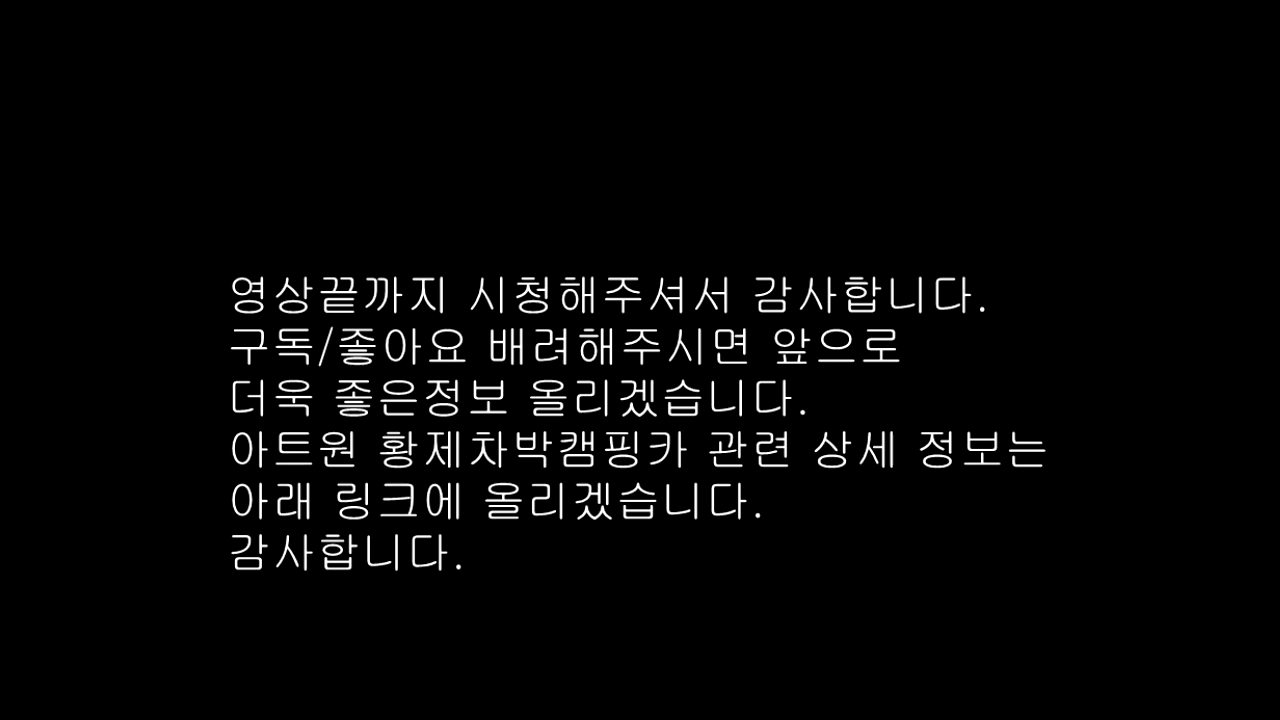 영상끝까지 시청해주셔서 감사합니다.
구독/좋아요 배려해주시면 앞으로
더욱 좋은정보 올리겠습니다.
아트원 황제차박캠핑카 관련 상세 정보는
아래 링크에 올리겠습니다.
감사합니다.